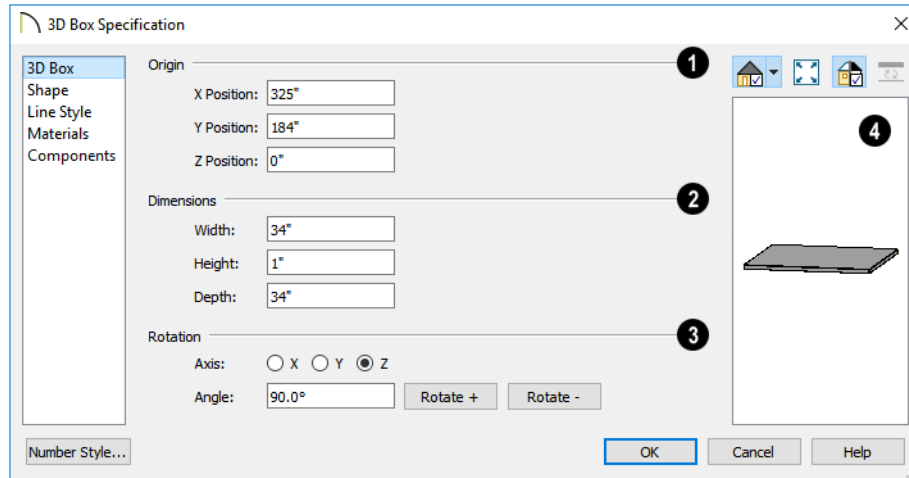 3D Box Specification
3D Box
Shape
Line Style
Materials
Components
Origin
1
X Position: 325"
Y Position: 184"
Z Position: 0"
Dimensions
2
Width: 34"
Height: 1"
Depth: 34"
Rotation
3
Axis: X Y Z
Angle: 90.0° Rotate + Rotate -
4
Number Style... OK Cancel Help